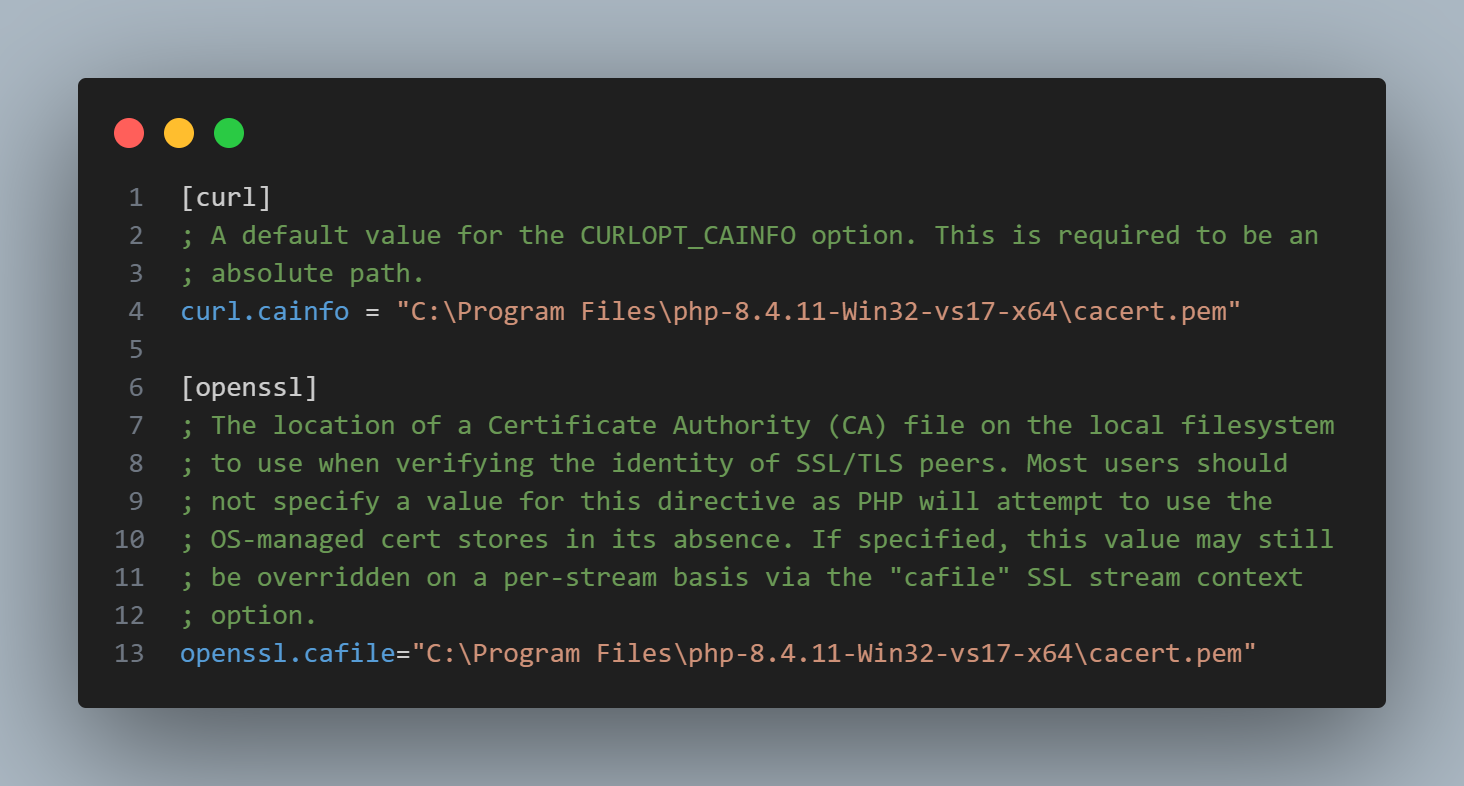 1 [curl]
2 ; A default value for the CURLOPT_CAINFO option. This is required to be an
3 ; absolute path.
4 curl.cainfo = "C:\Program Files\php-8.4.11-Win32-vs17-x64\cacert.pem"
5
6 [openssl]
7 ; The location of a Certificate Authority (CA) file on the local filesystem
8 ; to use when verifying the identity of SSL/TLS peers. Most users should
9 ; not specify a value for this directive as PHP will attempt to use the
10 ; OS-managed cert stores in its absence. If specified, this value may still
11 ; be overridden on a per-stream basis via the "cafile" SSL stream context
12 ; option.
13 openssl.cafile="C:\Program Files\php-8.4.11-Win32-vs17-x64\cacert.pem"